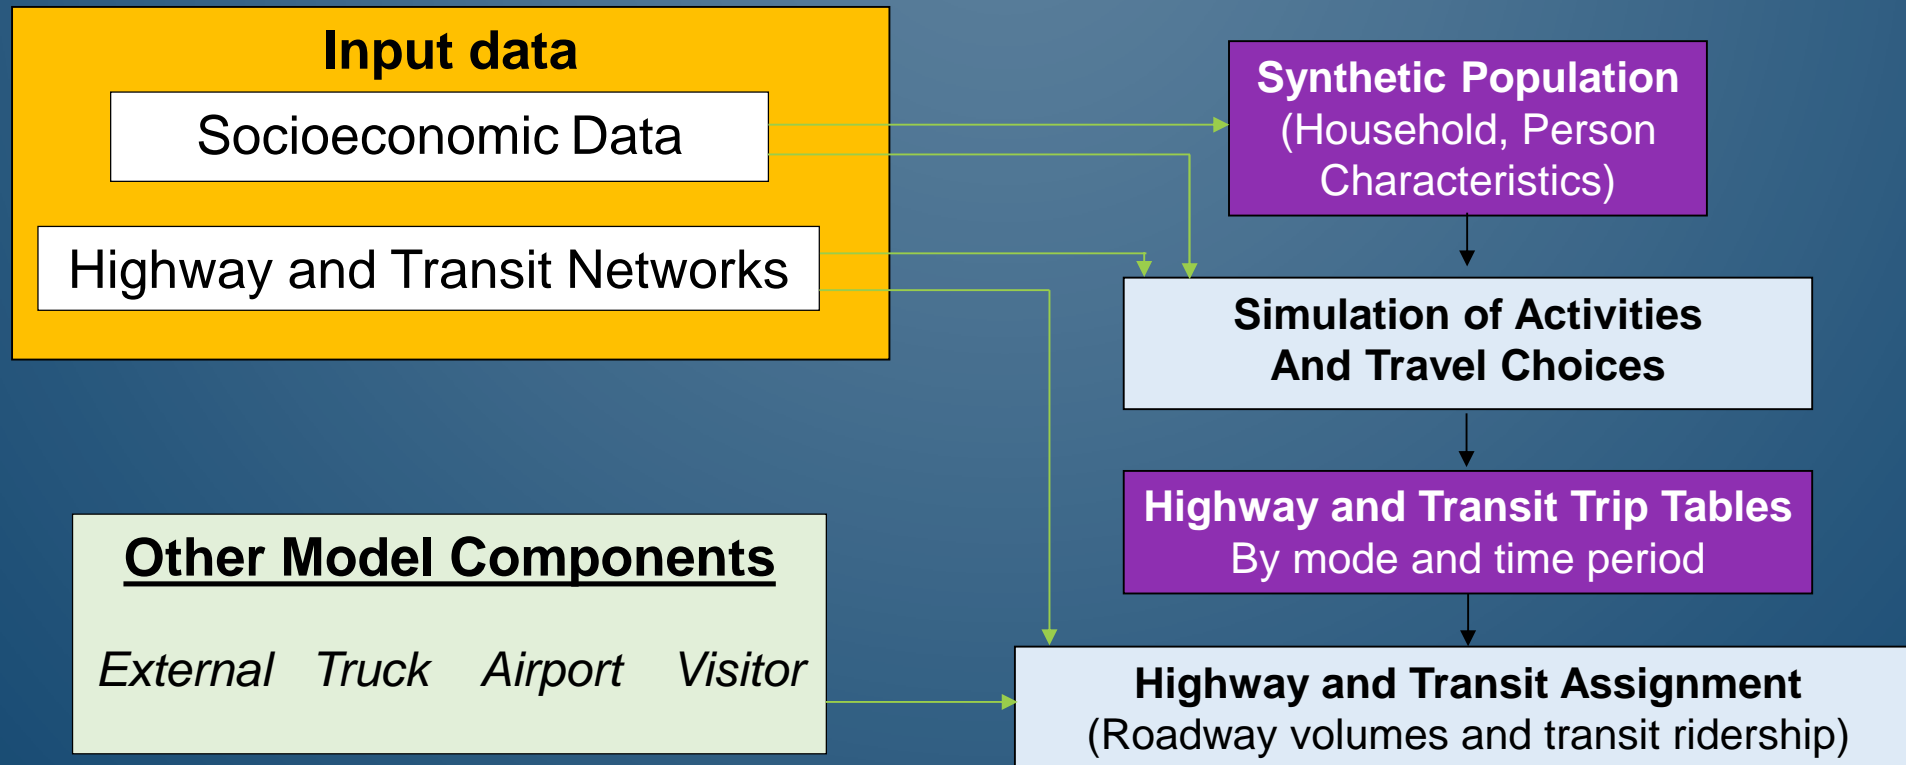 Input data
Socioeconomic Data
Highway and Transit Networks
Synthetic Population
(Household, Person
Characteristics)
Simulation of Activities
And Travel Choices
Highway and Transit Trip Tables
By mode and time period
Other Model Components
External Truck Airport Visitor
Highway and Transit Assignment
(Roadway volumes and transit ridership)